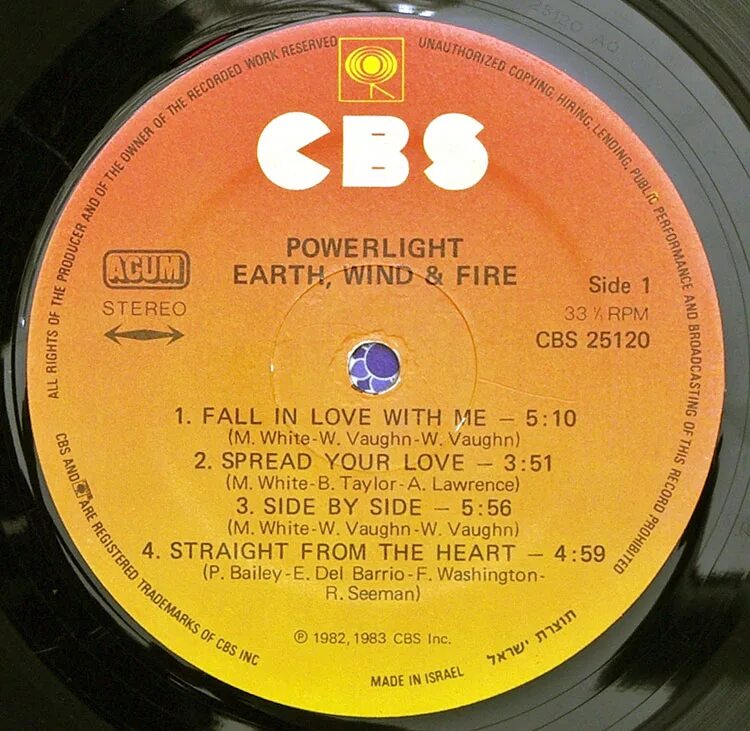 25120 A0
ALL RIGHTS OF THE PRODUCER AND OF THE OWNER OF THE RECORDED WORK RESERVED
UNAUTHORIZED COPYING, HIRING, LENDING, PUBLIC PERFORMANCE AND BROADCASTING OF THIS RECORD PROHIBITED
CBS
POWERLIGHT
EARTH, WIND & FIRE
ACUM
STEREO
Side 1
33 ⅓ RPM
CBS 25120
1. FALL IN LOVE WITH ME – 5:10
(M. White-W. Vaughn-W. Vaughn)
2. SPREAD YOUR LOVE – 3:51
(M. White-B. Taylor-A. Lawrence)
3. SIDE BY SIDE – 5:56
(M. White-W. Vaughn-W. Vaughn)
4. STRAIGHT FROM THE HEART – 4:59
(P. Bailey-E. Del Barrio-F. Washington-
R. Seeman)
℗ 1982, 1983 CBS Inc.
CBS AND ARE REGISTERED TRADEMARKS OF CBS INC
MADE IN ISRAEL
תוצרת ישראל